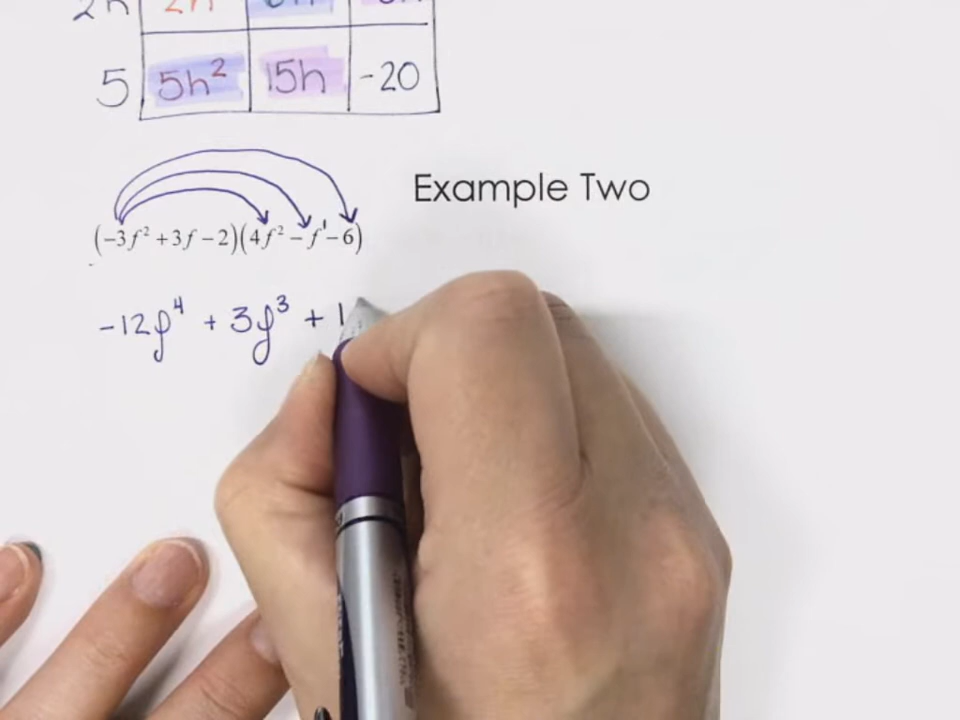 5 5h² 15h -20
Example Two
(-3f² + 3f - 2)(4f² - f¹ - 6)
-12f⁴ + 3f³ + 1